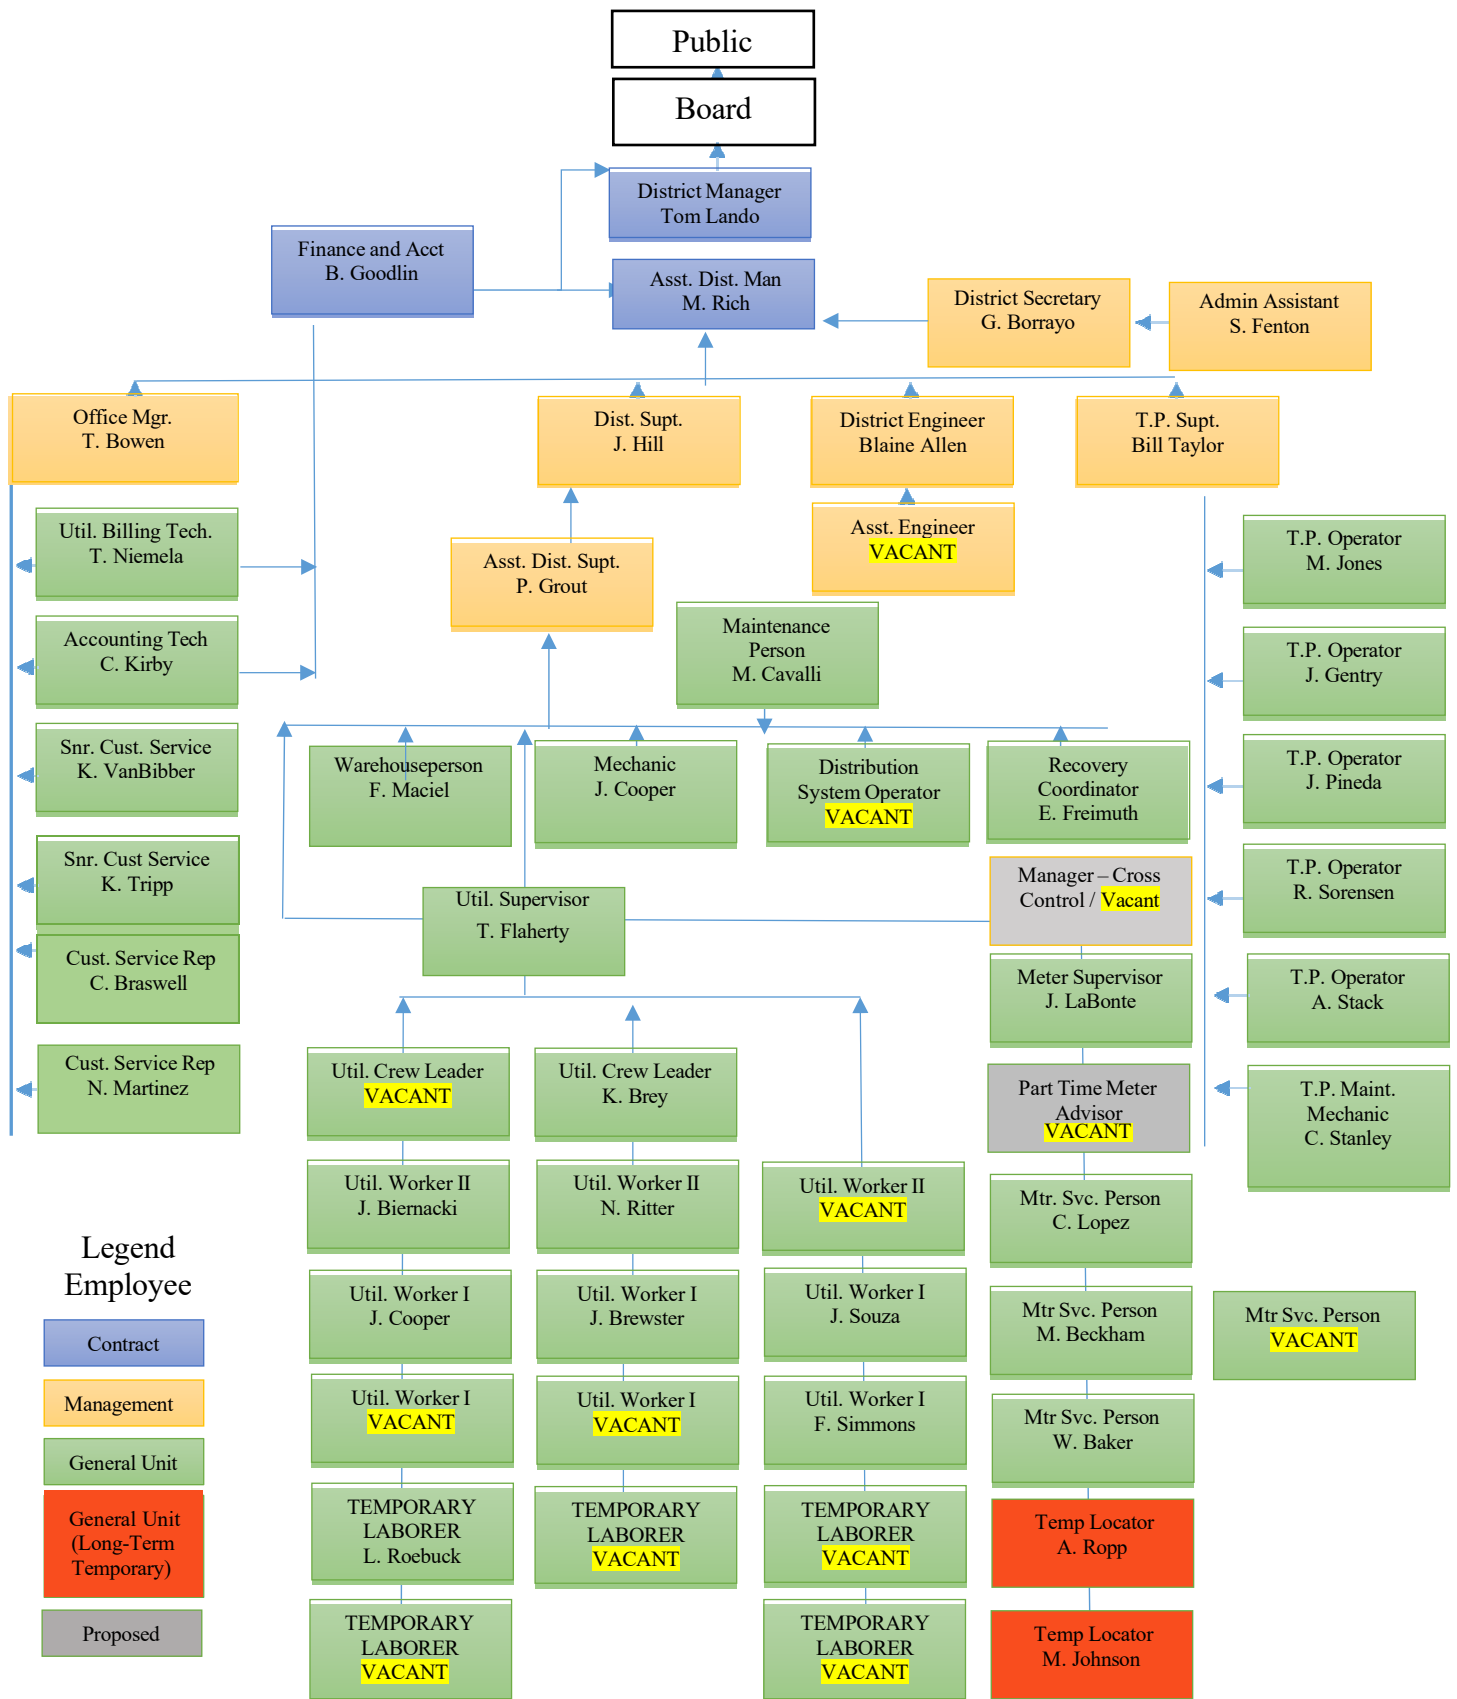 Public
Board
District Manager
Tom Lando
Finance and Acct
B. Goodlin
Asst. Dist. Man
M. Rich
District Secretary
G. Borrayo
Admin Assistant
S. Fenton
Office Mgr.
T. Bowen
Dist. Supt.
J. Hill
District Engineer
Blaine Allen
T.P. Supt.
Bill Taylor
Util. Billing Tech.
T. Niemela
Accounting Tech
C. Kirby
Snr. Cust. Service
K. VanBibber
Snr. Cust Service
K. Tripp
Cust. Service Rep
C. Braswell
Cust. Service Rep
N. Martinez
Asst. Dist. Supt.
P. Grout
Asst. Engineer
VACANT
Maintenance
Person
M. Cavalli
T.P. Operator
M. Jones
T.P. Operator
J. Gentry
T.P. Operator
J. Pineda
T.P. Operator
R. Sorensen
T.P. Operator
A. Stack
T.P. Maint.
Mechanic
C. Stanley
Warehouseperson
F. Maciel
Mechanic
J. Cooper
Distribution
System Operator
VACANT
Recovery
Coordinator
E. Freimuth
Util. Supervisor
T. Flaherty
Manager – Cross
Control / Vacant
Meter Supervisor
J. LaBonte
Part Time Meter
Advisor
VACANT
Util. Crew Leader
VACANT
Util. Worker II
J. Biernacki
Util. Worker I
J. Cooper
Util. Worker I
VACANT
TEMPORARY
LABORER
L. Roebuck
TEMPORARY
LABORER
VACANT
Util. Crew Leader
K. Brey
Util. Worker II
N. Ritter
Util. Worker I
J. Brewster
Util. Worker I
VACANT
TEMPORARY
LABORER
VACANT
Util. Worker II
VACANT
Util. Worker I
J. Souza
Util. Worker I
F. Simmons
TEMPORARY
LABORER
VACANT
TEMPORARY
LABORER
VACANT
Mtr. Svc. Person
C. Lopez
Mtr Svc. Person
M. Beckham
Mtr Svc. Person
W. Baker
Temp Locator
A. Ropp
Temp Locator
M. Johnson
Mtr Svc. Person
VACANT
Legend
Employee
Contract
Management
General Unit
General Unit
(Long-Term
Temporary)
Proposed